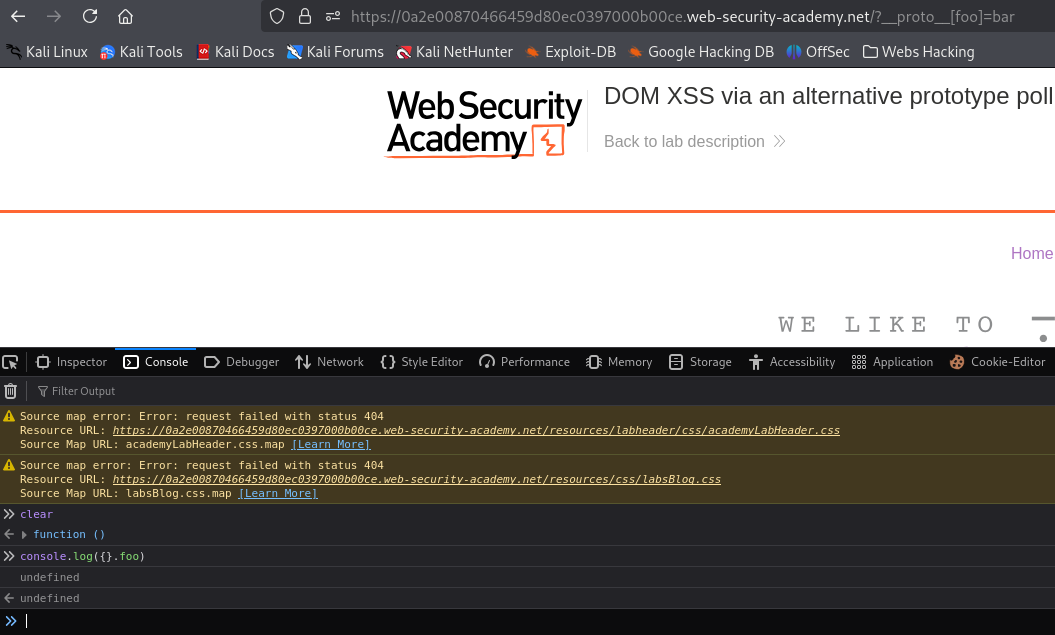 https://0a2e00870466459d80ec0397000b00ce.web-security-academy.net/?__proto__[foo]=bar
Kali Linux Kali Tools Kali Docs Kali Forums Kali NetHunter Exploit-DB Google Hacking DB OffSec Webs Hacking
Web Security
Academy
DOM XSS via an alternative prototype poll
Back to lab description
Home
WE LIKE TO
Inspector Console Debugger Network Style Editor Performance Memory Storage Accessibility Application Cookie-Editor
Filter Output
Source map error: Error: request failed with status 404
Resource URL: https://0a2e00870466459d80ec0397000b00ce.web-security-academy.net/resources/labheader/css/academyLabHeader.css
Source Map URL: academyLabHeader.css.map [Learn More]
Source map error: Error: request failed with status 404
Resource URL: https://0a2e00870466459d80ec0397000b00ce.web-security-academy.net/resources/css/labsBlog.css
Source Map URL: labsBlog.css.map [Learn More]
clear
function ()
console.log({}.foo)
undefined
undefined